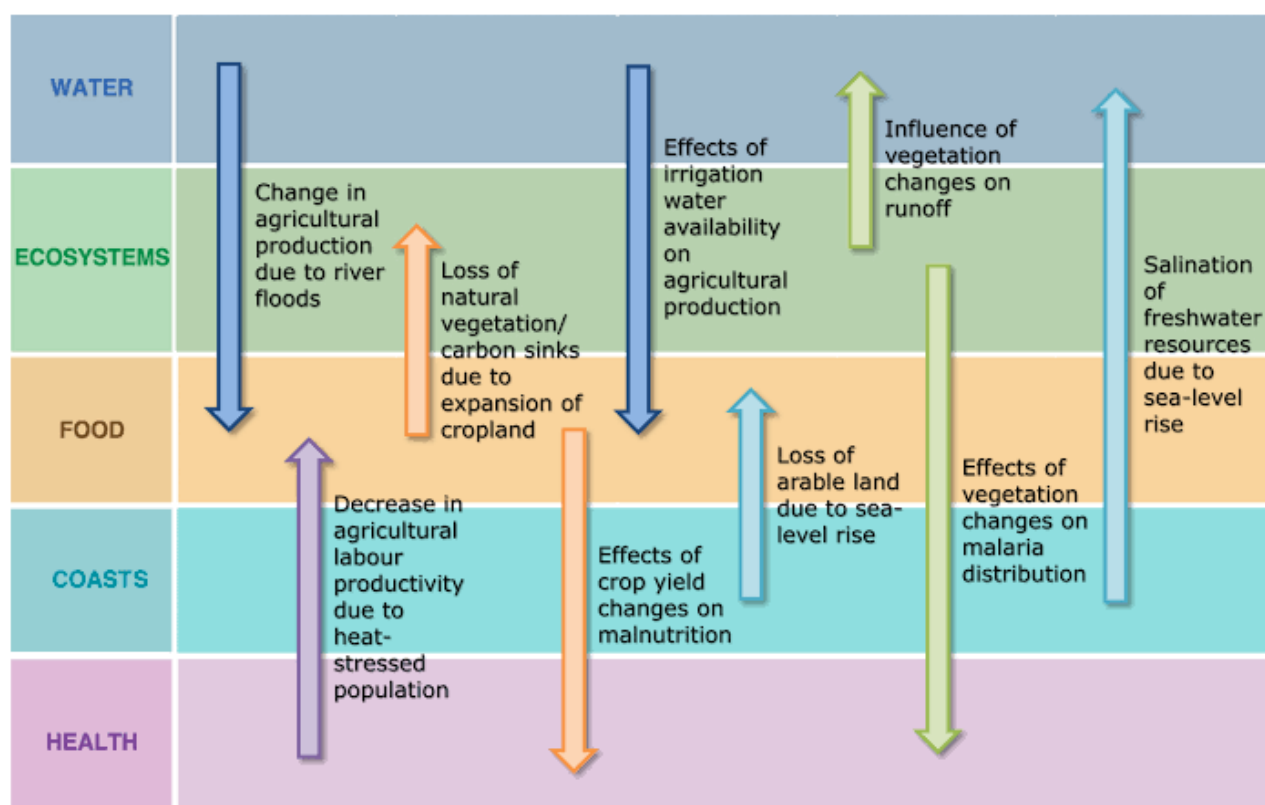 WATER
ECOSYSTEMS
FOOD
COASTS
HEALTH
Change in
agricultural
production
due to river
floods
Loss of
natural
vegetation/
carbon sinks
due to
expansion of
cropland
Decrease in
agricultural
labour
productivity
due to
heat-
stressed
population
Effects of
crop yield
changes on
malnutrition
Effects of
irrigation
water
availability
on
agricultural
production
Loss of
arable land
due to sea-
level rise
Influence of
vegetation
changes on
runoff
Effects of
vegetation
changes on
malaria
distribution
Salination
of
freshwater
resources
due to
sea-level
rise